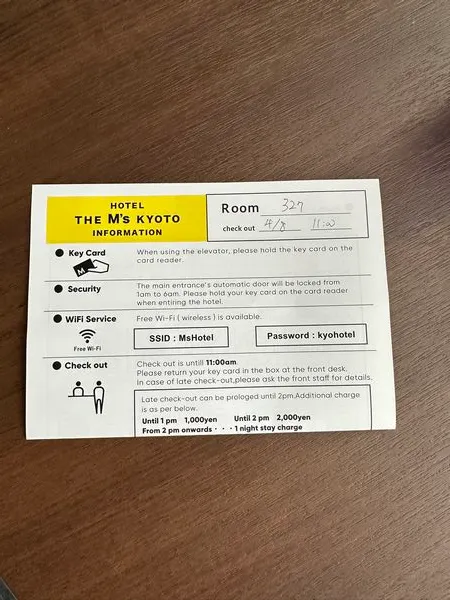 HOTEL
THE M's KYOTO
INFORMATION
Room 327
check out 4/8 11:00
Key Card
When using the elevator, please hold the key card on the
card reader.
M
Security
The main entrance's automatic door will be locked from
1am to 6am. Please hold your key card on the card reader
when entiring the hotel.
WiFi Service
Free Wi-Fi ( wireless ) is available.
Free Wi-Fi
SSID : MsHotel
Password : kyohotel
Check out
Check out is untill 11:00am.
Please return your key card in the box at the front desk.
In case of late check-out,please ask the front staff for details.
Late check-out can be prologed until 2pm.Additional charge
is as per below.
Until 1 pm 1,000yen Until 2 pm 2,000yen
From 2 pm onwards・・・1 night stay charge